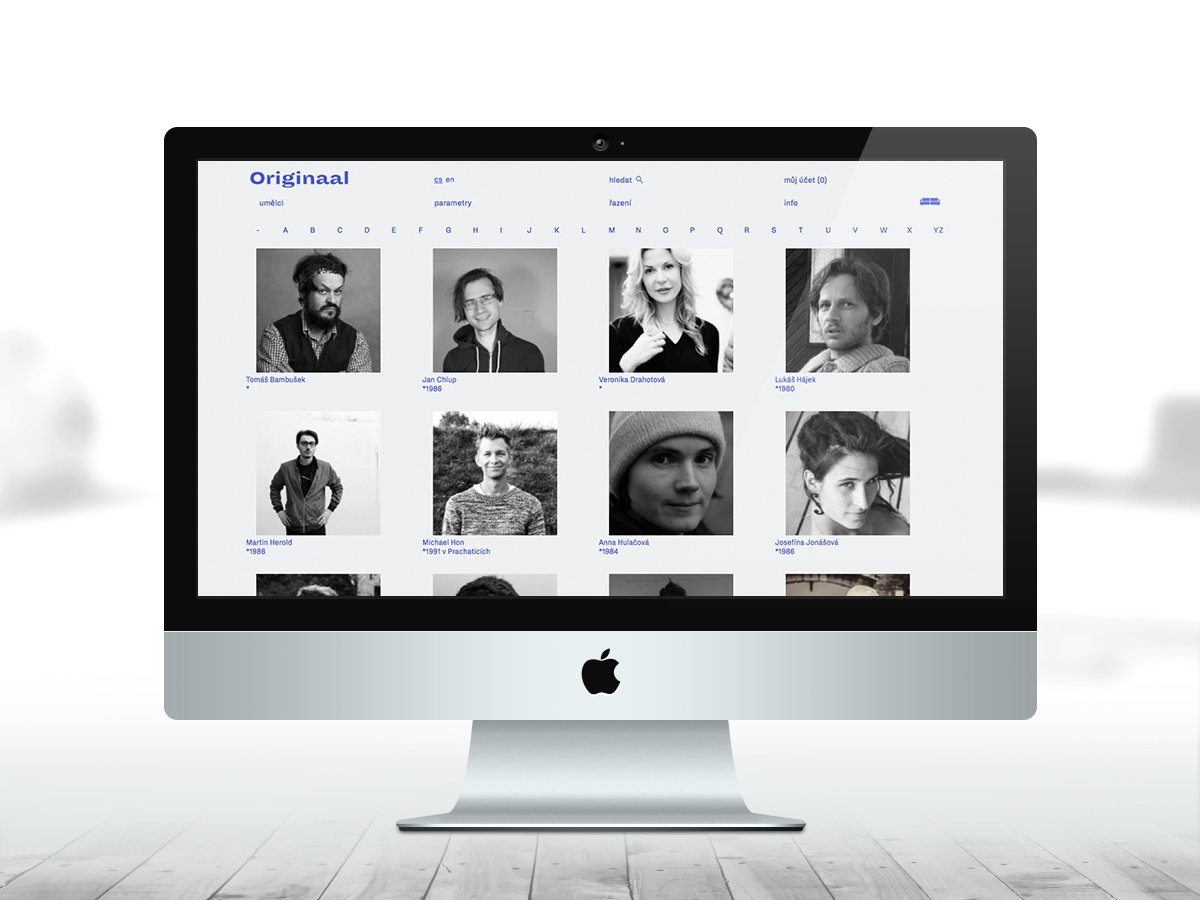 Originaal
cs en
hledat
můj účet (0)
umělci
parametry
řazení
info
- A B C D E F G H I J K L M N O P Q R S T U V W X YZ
Tomáš Bambušek
*
Jan Chlup
*1986
Veronika Drahotová
*
Lukáš Hájek
*1980
Martin Herold
*1986
Michael Hon
*1991 v Prachaticích
Anna Hulačová
*1984
Josefína Jonášová
*1986